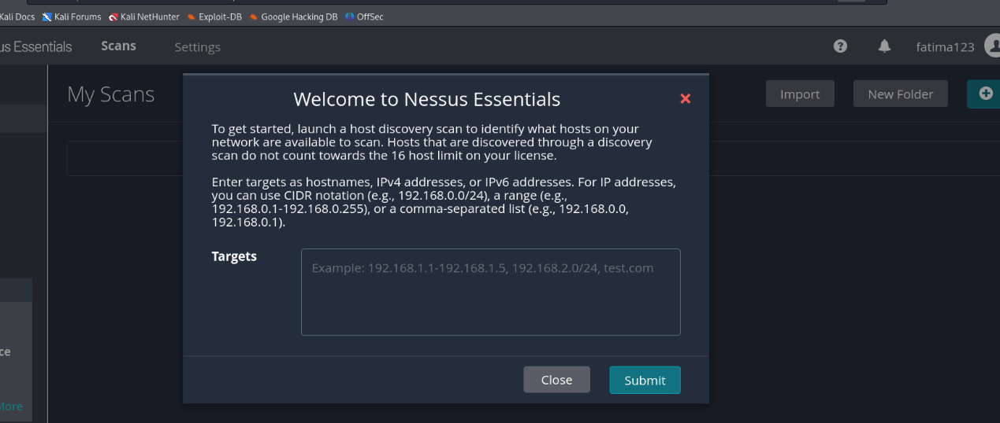 Kali Docs Kali Forums Kali NetHunter Exploit-DB Google Hacking DB OffSec
us Essentials Scans Settings fatima123
My Scans Import New Folder
Welcome to Nessus Essentials
To get started, launch a host discovery scan to identify what hosts on your
network are available to scan. Hosts that are discovered through a discovery
scan do not count towards the 16 host limit on your license.
Enter targets as hostnames, IPv4 addresses, or IPv6 addresses. For IP addresses,
you can use CIDR notation (e.g., 192.168.0.0/24), a range (e.g.,
192.168.0.1-192.168.0.255), or a comma-separated list (e.g., 192.168.0.0,
192.168.0.1).
Targets
Example: 192.168.1.1-192.168.1.5, 192.168.2.0/24, test.com
ce
Close Submit
More